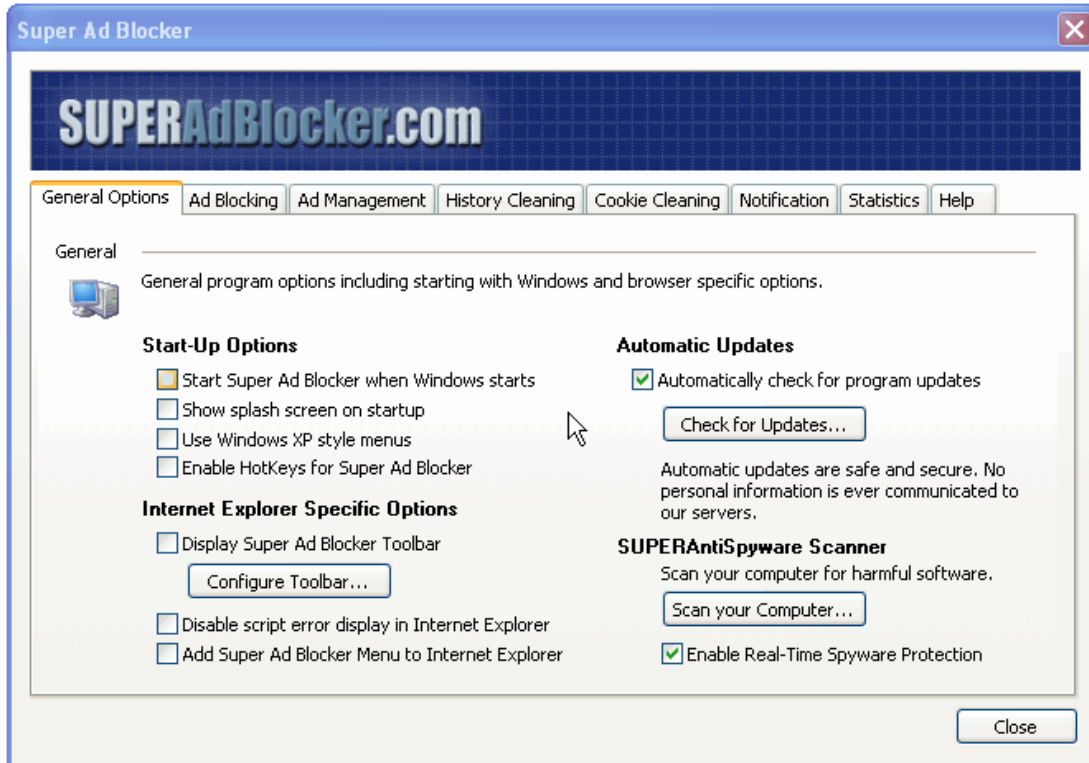 Super Ad Blocker
SUPERAdBlocker.com
General Options Ad Blocking Ad Management History Cleaning Cookie Cleaning Notification Statistics Help
General
General program options including starting with Windows and browser specific options.
Start-Up Options
Start Super Ad Blocker when Windows starts
Show splash screen on startup
Use Windows XP style menus
Enable HotKeys for Super Ad Blocker
Internet Explorer Specific Options
Display Super Ad Blocker Toolbar
Configure Toolbar...
Disable script error display in Internet Explorer
Add Super Ad Blocker Menu to Internet Explorer
Automatic Updates
Automatically check for program updates
Check for Updates...
Automatic updates are safe and secure. No
personal information is ever communicated to
our servers.
SUPERAntiSpyware Scanner
Scan your computer for harmful software.
Scan your Computer...
Enable Real-Time Spyware Protection
Close